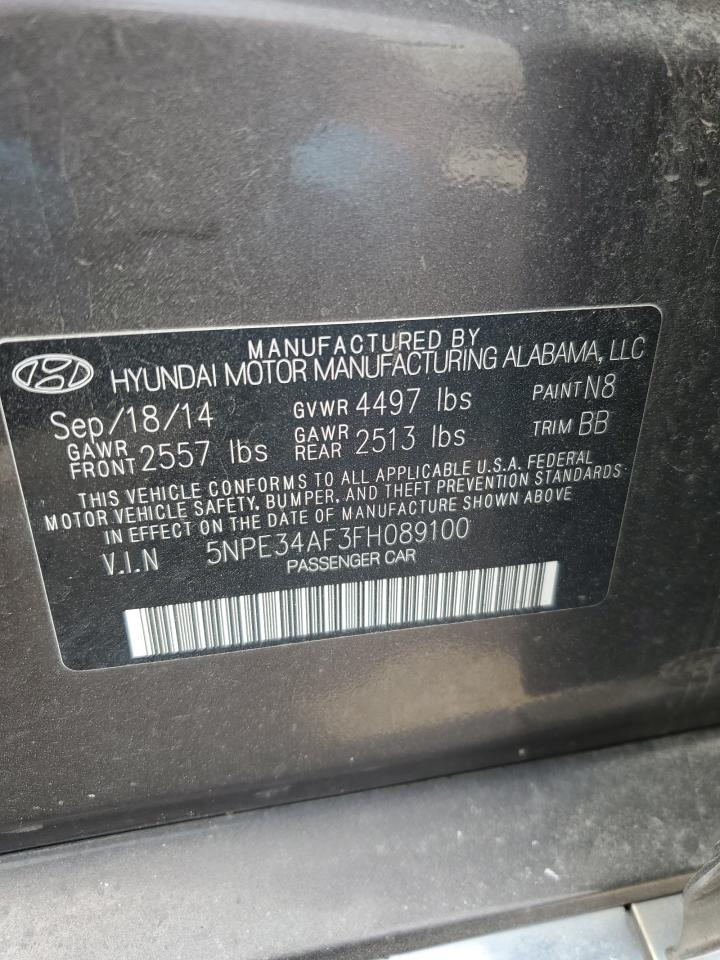 MANUFACTURED BY
HYUNDAI MOTOR MANUFACTURING ALABAMA, LLC
Sep/18/14 GVWR 4497 lbs PAINT N8
GAWR FRONT 2557 lbs GAWR REAR 2513 lbs TRIM BB
THIS VEHICLE CONFORMS TO ALL APPLICABLE U.S.A. FEDERAL
MOTOR VEHICLE SAFETY, BUMPER, AND THEFT PREVENTION STANDARDS
IN EFFECT ON THE DATE OF MANUFACTURE SHOWN ABOVE
V.I.N 5NPE34AF3FH089100
PASSENGER CAR